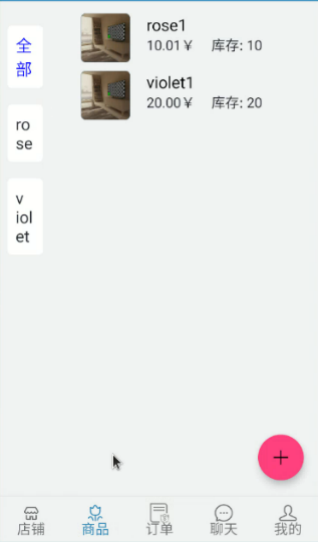 全
部
ro
se
v
iol
et
rose1
10.01￥ 库存: 10
violet1
20.00￥ 库存: 20
+
店铺 商品 订单 聊天 我的